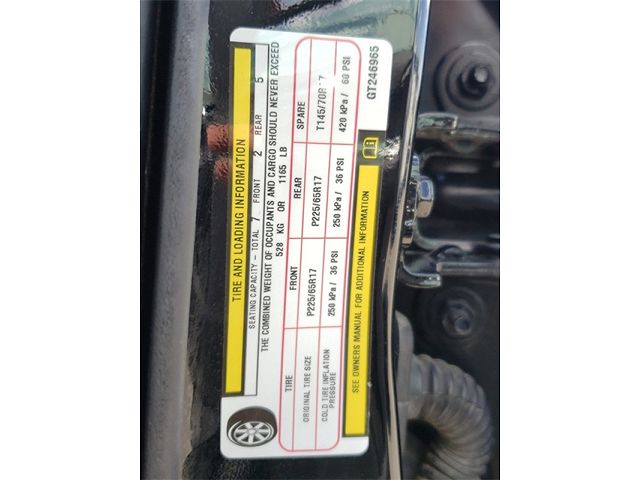 TIRE AND LOADING INFORMATION
SEATING CAPACITY - TOTAL 7 FRONT 2 REAR 5
THE COMBINED WEIGHT OF OCCUPANTS AND CARGO SHOULD NEVER EXCEED
528 KG OR 1165 LB
TIRE FRONT REAR SPARE
ORIGINAL TIRE SIZE P225/65R17 P225/65R17 T145/70R17
COLD TIRE INFLATION PRESSURE 250 kPa / 36 PSI 250 kPa / 36 PSI 420 kPa / 60 PSI
SEE OWNERS MANUAL FOR ADDITIONAL INFORMATION
GT246965